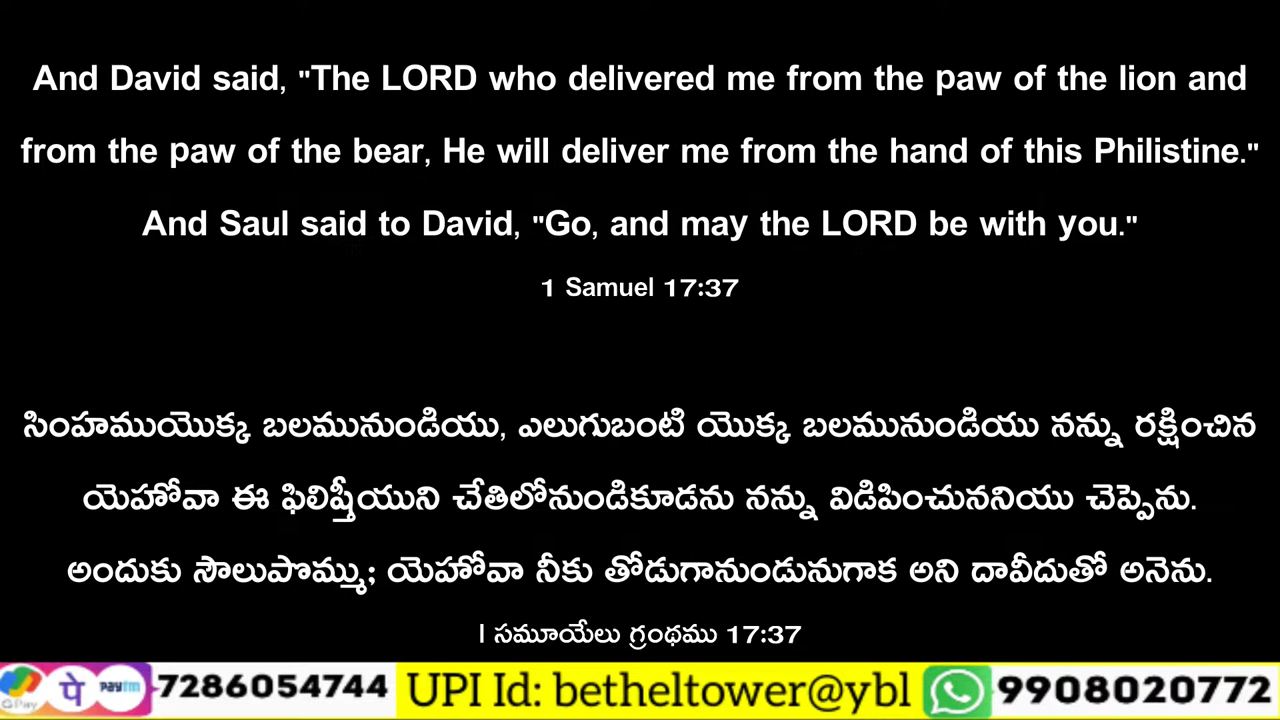 And David said, "The LORD who delivered me from the paw of the lion and
from the paw of the bear, He will deliver me from the hand of this Philistine."
And Saul said to David, "Go, and may the LORD be with you."
1 Samuel 17:37
సింహముయొక్క బలమునుండియు, ఎలుగుబంటి యొక్క బలమునుండియు నన్ను రక్షించిన
యెహోవా ఈ ఫిలిష్తీయుని చేతిలోనుండికూడను నన్ను విడిపించుననియు చెప్పెను.
అందుకు సౌలుపొమ్ము; యెహోవా నీకు తోడుగానుండునుగాక అని దావీదుతో అనెను.
I సమూయేలు గ్రంథము 17:37
G Pay पे paytm 7286054744 UPI Id: betheltower@ybl 9908020772